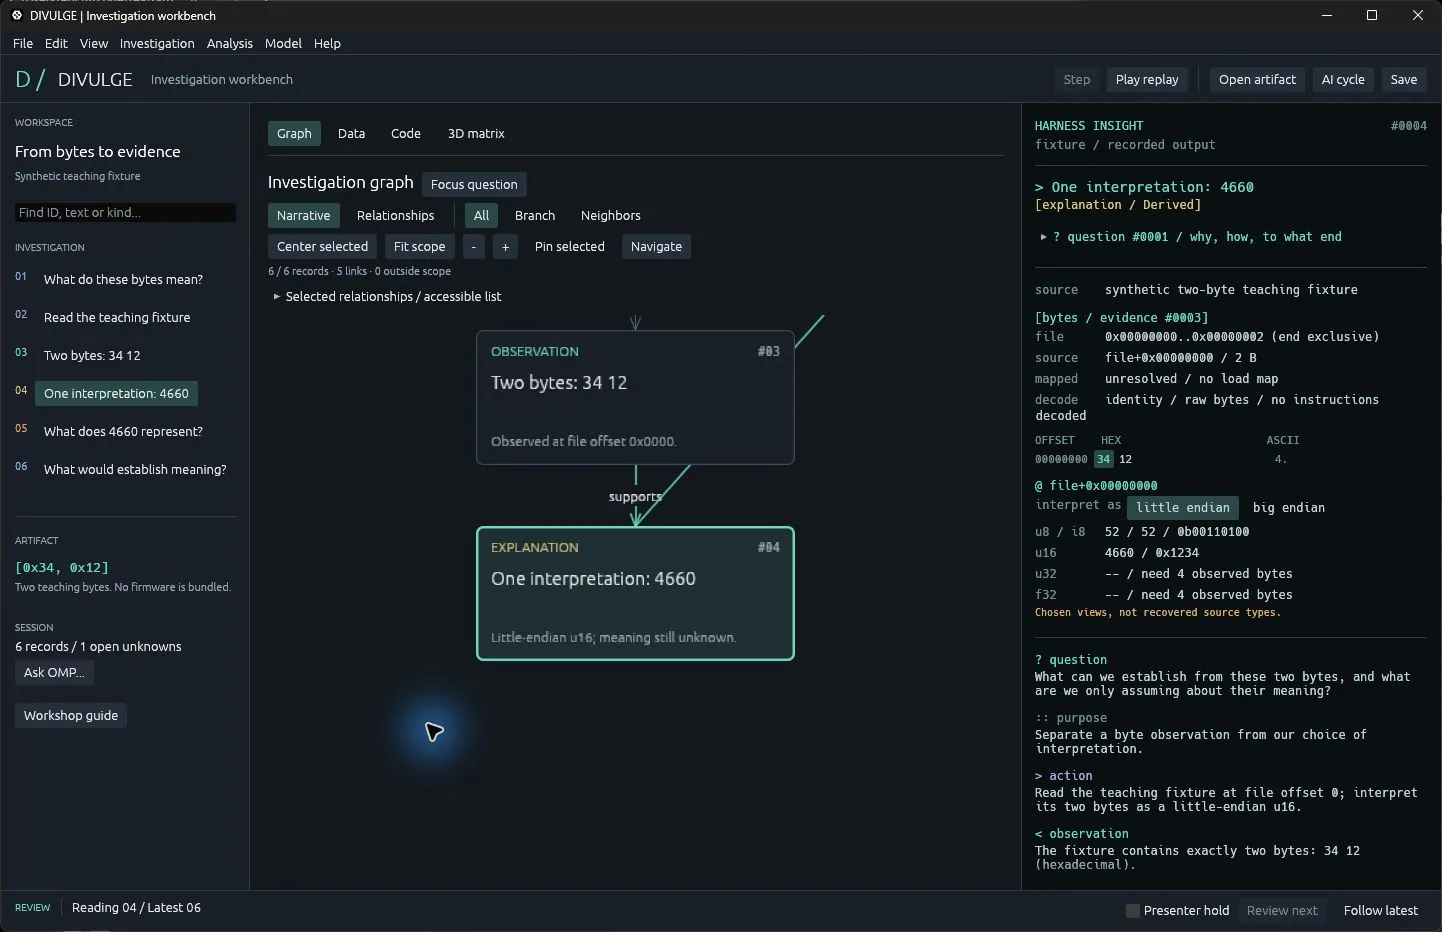 DIVULGE | Investigation workbench
File Edit View Investigation Analysis Model Help
D / DIVULGE Investigation workbench
Step Play replay Open artifact AI cycle Save
WORKSPACE
From bytes to evidence
Synthetic teaching fixture
Find ID, text or kind...
INVESTIGATION
01 What do these bytes mean?
02 Read the teaching fixture
03 Two bytes: 34 12
04 One interpretation: 4660
05 What does 4660 represent?
06 What would establish meaning?
ARTIFACT
[0x34, 0x12]
Two teaching bytes. No firmware is bundled.
SESSION
6 records / 1 open unknowns
Ask OMP...
Workshop guide
Graph Data Code 3D matrix
Investigation graph Focus question
Narrative Relationships All Branch Neighbors
Center selected Fit scope - + Pin selected Navigate
6 / 6 records · 5 links · 0 outside scope
▸ Selected relationships / accessible list
OBSERVATION #03
Two bytes: 34 12
Observed at file offset 0x0000.
supports
EXPLANATION #04
One interpretation: 4660
Little-endian u16; meaning still unknown.
HARNESS INSIGHT #0004
fixture / recorded output
> One interpretation: 4660
[explanation / Derived]
▸ ? question #0001 / why, how, to what end
source synthetic two-byte teaching fixture
[bytes / evidence #0003]
file 0x00000000..0x00000002 (end exclusive)
source file+0x00000000 / 2 B
mapped unresolved / no load map
decode identity / raw bytes / no instructions
decoded
OFFSET HEX ASCII
00000000 34 12 4.
@ file+0x00000000
interpret as little endian big endian
u8 / i8 52 / 52 / 0b00110100
u16 4660 / 0x1234
u32 -- / need 4 observed bytes
f32 -- / need 4 observed bytes
Chosen views, not recovered source types.
? question
What can we establish from these two bytes, and what
are we only assuming about their meaning?
:: purpose
Separate a byte observation from our choice of
interpretation.
> action
Read the teaching fixture at file offset 0; interpret
its two bytes as a little-endian u16.
< observation
The fixture contains exactly two bytes: 34 12
(hexadecimal).
REVIEW Reading 04 / Latest 06
Presenter hold Review next Follow latest